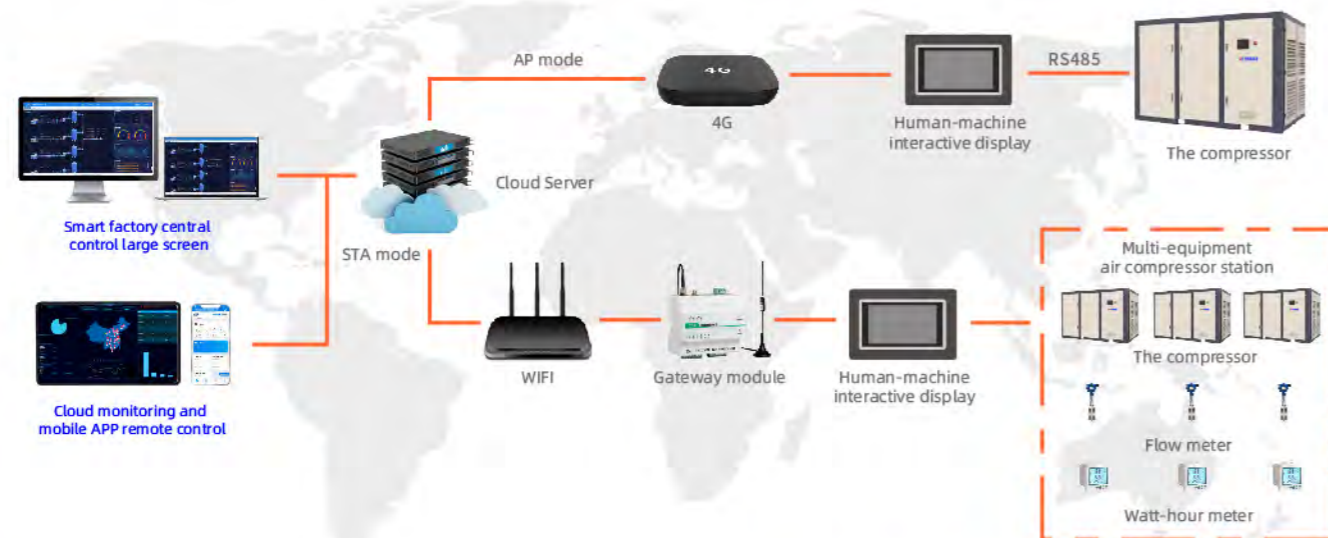 AP mode
4G
4G
Human-machine
interactive display
RS485
The compressor
Cloud Server
Smart factory central
control large screen
STA mode
WIFI
Gateway module
Human-machine
interactive display
Multi-equipment
air compressor station
The compressor
Flow meter
Watt-hour meter
Cloud monitoring and
mobile APP remote control